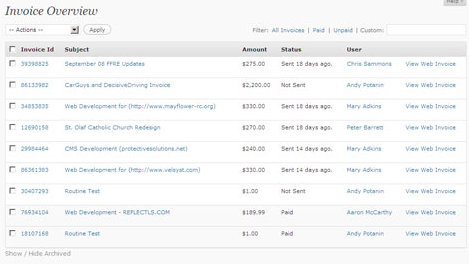 Help
Invoice Overview
-- Actions -- Apply Filter: All Invoices | Paid | Unpaid | Custom:
Invoice Id Subject Amount Status User
39398825 September 08 FFRE Updates $275.00 Sent 18 days ago. Chris Sammons View Web Invoice
86133982 CarGuys and DecisiveDriving Invoice $2,200.00 Not Sent Andy Potanin View Web Invoice
34853835 Web Development for (http://www.mayflower-rc.org) $330.00 Sent 18 days ago. Mary Adkins View Web Invoice
12690158 St. Olaf Catholic Church Redesign $270.00 Sent 18 days ago. Peter Barrett View Web Invoice
29984464 CMS Development (protectivesolutions.net) $240.00 Sent 14 days ago. Mary Adkins View Web Invoice
86361383 Web Development for (http://www.velsyst.com) $330.00 Sent 14 days ago. Mary Adkins View Web Invoice
30407293 Routine Test $1.00 Not Sent Andy Potanin View Web Invoice
76934104 Web Development - REFLECTLS.COM $189.99 Paid Aaron McCarthy View Web Invoice
18107168 Routine Test $1.00 Paid Andy Potanin View Web Invoice
Show / Hide Archived